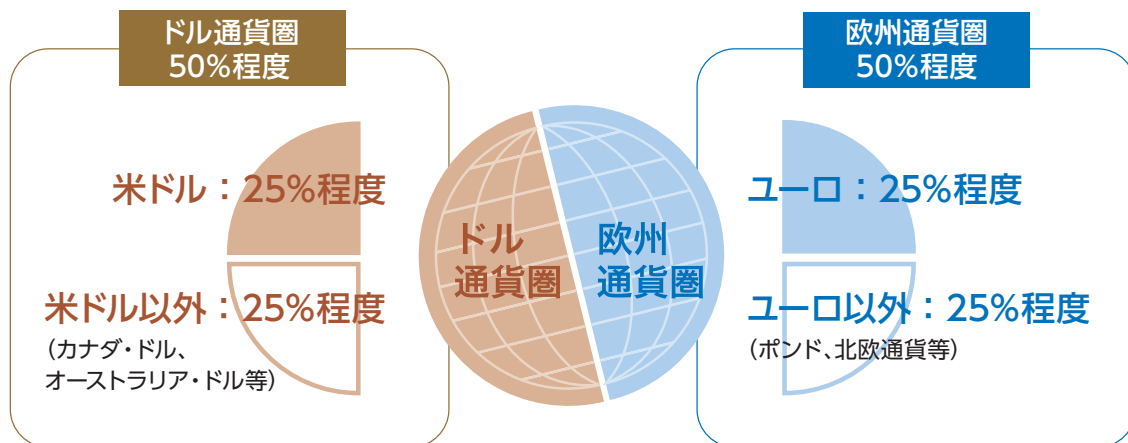 ドル通貨圏
50%程度
米ドル：25%程度
米ドル以外：25%程度
（カナダ・ドル、
オーストラリア・ドル等）
ドル
通貨圏
欧州
通貨圏
欧州通貨圏
50%程度
ユーロ：25%程度
ユーロ以外：25%程度
（ポンド、北欧通貨等）